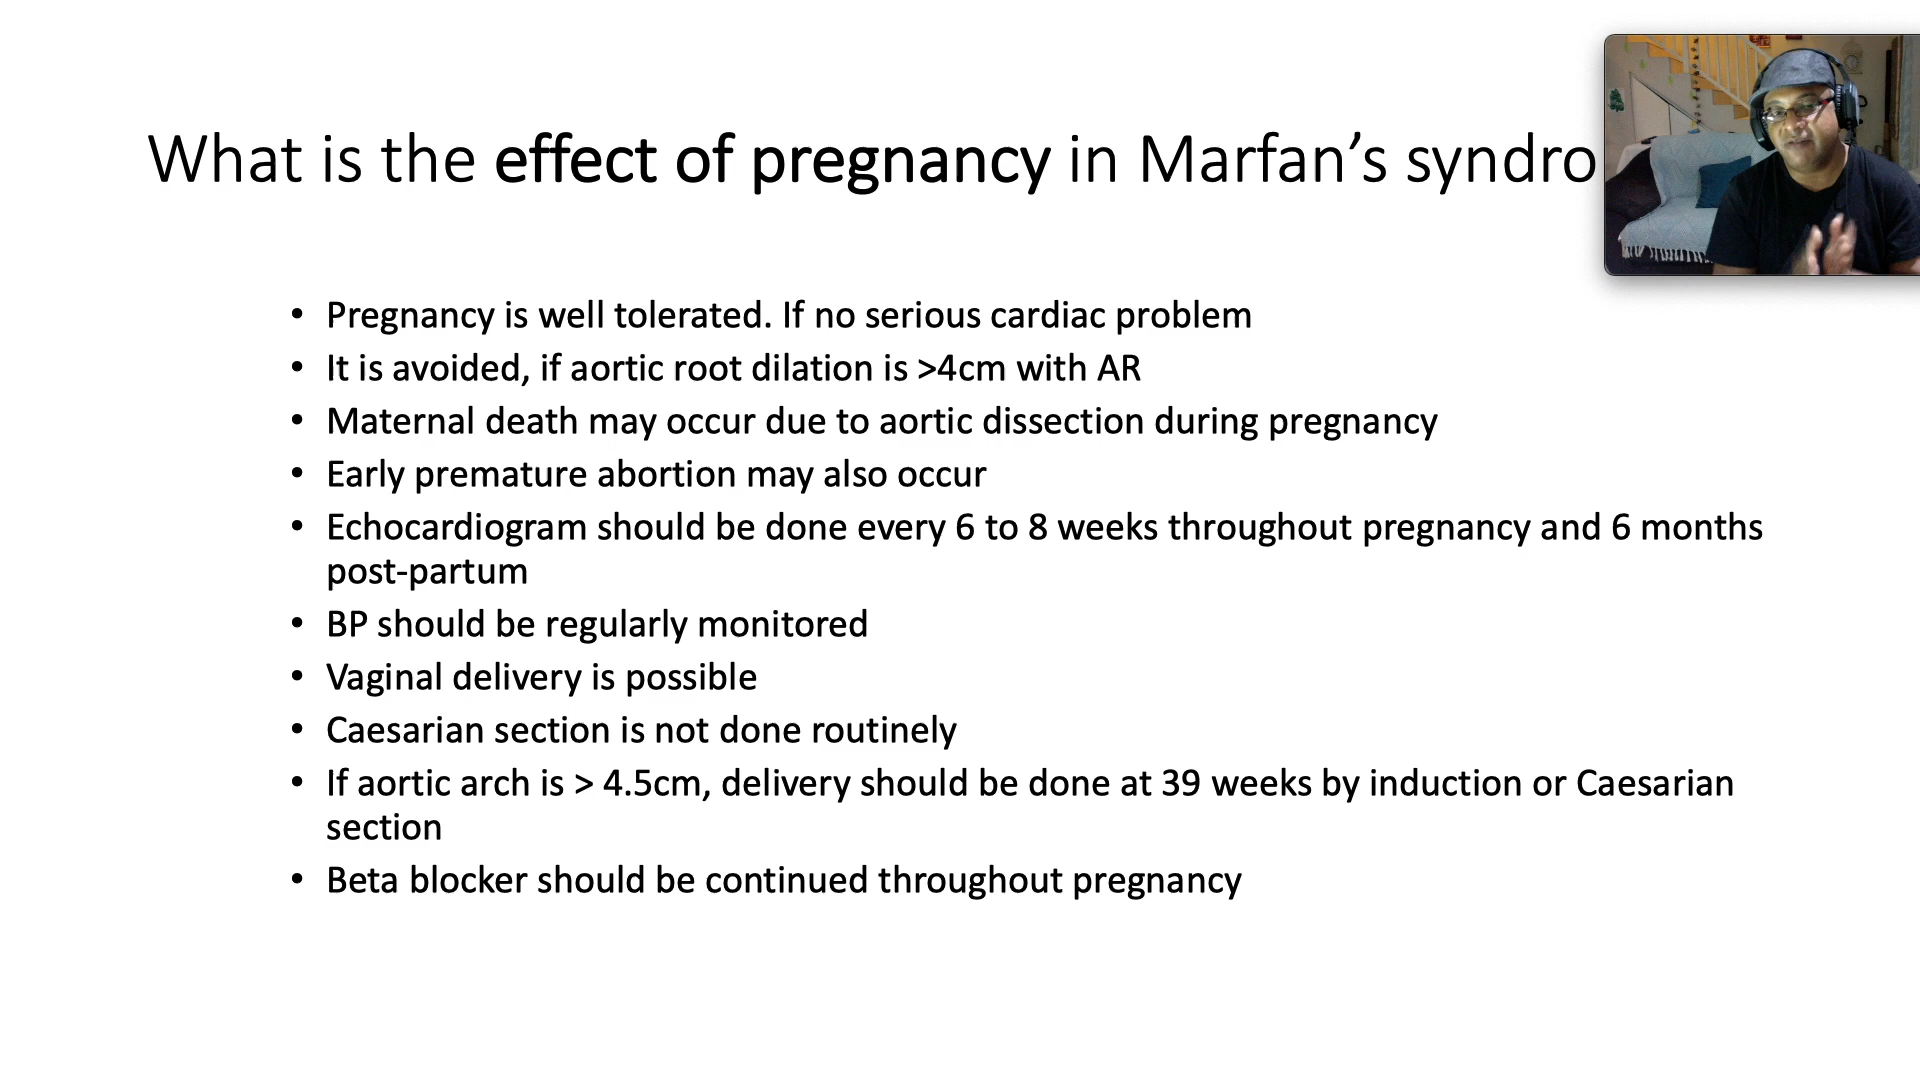 What is the effect of pregnancy in Marfan’s syndro
• Pregnancy is well tolerated. If no serious cardiac problem
• It is avoided, if aortic root dilation is >4cm with AR
• Maternal death may occur due to aortic dissection during pregnancy
• Early premature abortion may also occur
• Echocardiogram should be done every 6 to 8 weeks throughout pregnancy and 6 months
post-partum
• BP should be regularly monitored
• Vaginal delivery is possible
• Caesarian section is not done routinely
• If aortic arch is > 4.5cm, delivery should be done at 39 weeks by induction or Caesarian
section
• Beta blocker should be continued throughout pregnancy